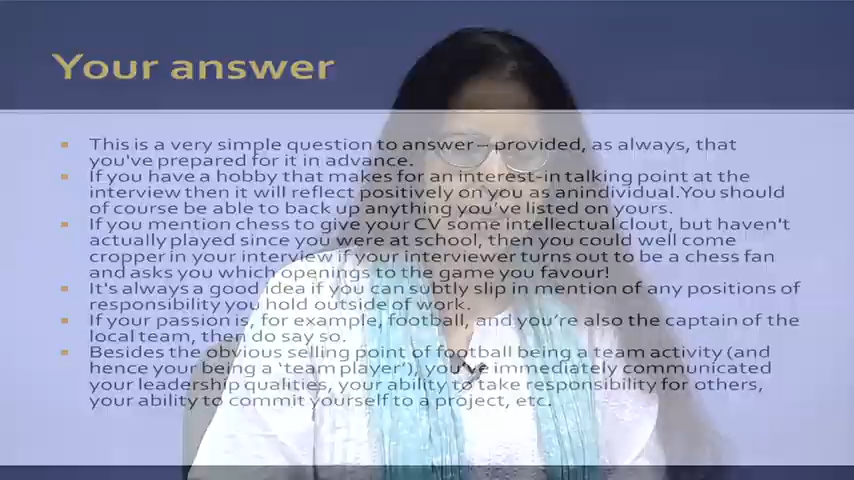 Your answer
This is a very simple question to answer – provided, as always, that
you've prepared for it in advance.
If you have a hobby that makes for an interest-in talking point at the
interview then it will reflect positively on you as anindividual.You should
of course be able to back up anything you've listed on yours.
If you mention chess to give your CV some intellectual clout, but haven't
actually played since you were at school, then you could well come
cropper in your interview if your interviewer turns out to be a chess fan
and asks you which openings to the game you favour!
It's always a good idea if you can subtly slip in mention of any positions of
responsibility you hold outside of work.
If your passion is, for example, football, and you're also the captain of the
local team, then do say so.
Besides the obvious selling point of football being a team activity (and
hence your being a 'team player'), you've immediately communicated
your leadership qualities, your ability to take responsibility for others,
your ability to commit yourself to a project, etc.